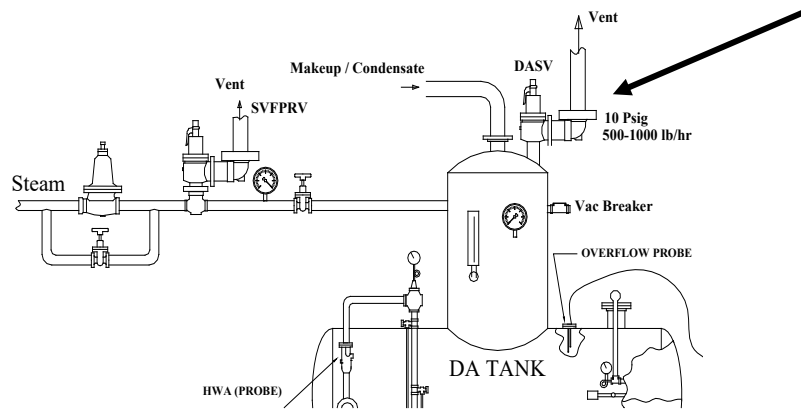 Vent
Makeup / Condensate
DASV
Vent
SVFPRV
10 Psig
500-1000 lb/hr
Steam
Vac Breaker
OVERFLOW PROBE
DA TANK
HWA (PROBE)